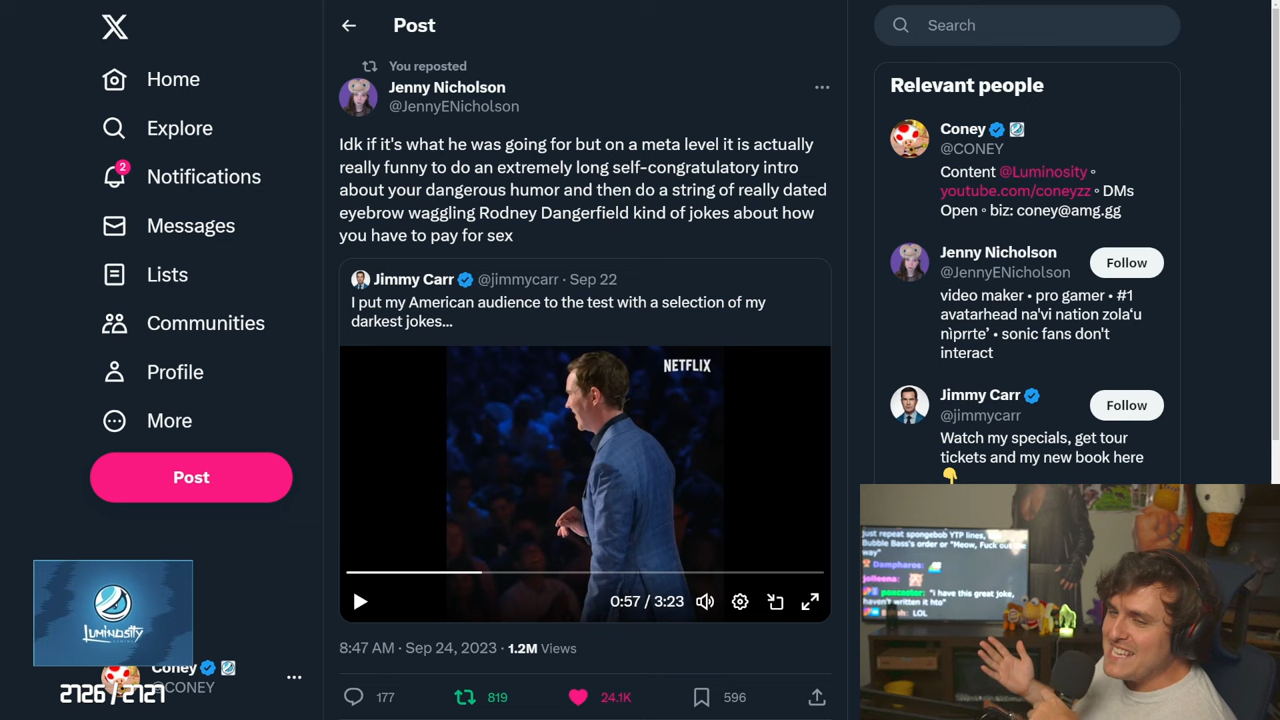 Home
Explore
2
Notifications
Messages
Lists
Communities
Profile
More
Post
LUMINOSITY
GAMING
Coney
@CONEY
2726 / 2727
Post
You reposted
Jenny Nicholson
@JennyENicholson
Idk if it's what he was going for but on a meta level it is actually
really funny to do an extremely long self-congratulatory intro
about your dangerous humor and then do a string of really dated
eyebrow waggling Rodney Dangerfield kind of jokes about how
you have to pay for sex
Jimmy Carr @jimmycarr · Sep 22
I put my American audience to the test with a selection of my
darkest jokes...
NETFLIX
0:57 / 3:23
8:47 AM · Sep 24, 2023 · 1.2M Views
177 819 24.1K 596
Search
Relevant people
Coney
@CONEY
Content @Luminosity ◦
youtube.com/coneyzz ◦ DMs
Open ◦ biz: coney@amg.gg
Jenny Nicholson
@JennyENicholson
Follow
video maker • pro gamer • #1
avatarhead na'vi nation zola‘u
nìprrte’ • sonic fans don't
interact
Jimmy Carr
@jimmycarr
Follow
Watch my specials, get tour
tickets and my new book here
just repeat spongebob YTP lines,
Bubble Bass's order or "Meow, Fuck out the
way"
Dampharos:
jolleena:
"i have this great joke,
haven't written it hto"
LOL